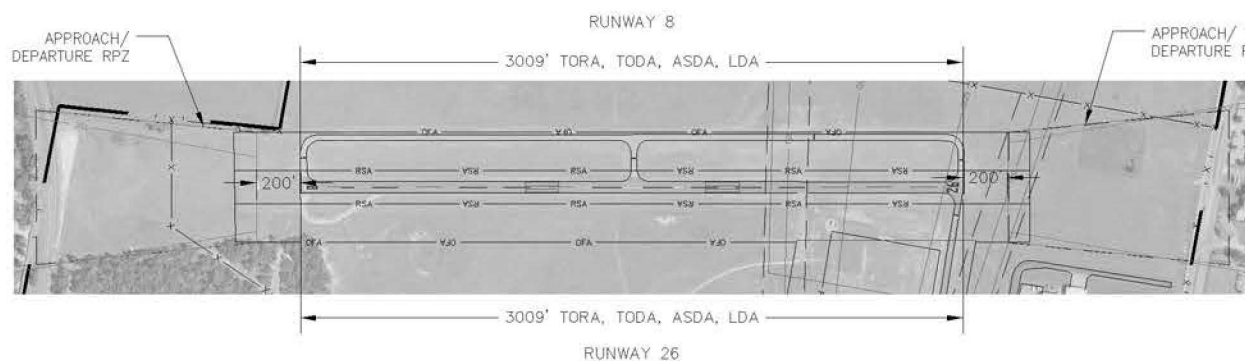 RUNWAY 8
APPROACH/
DEPARTURE RPZ
3009' TORA, TODA, ASDA, LDA
APPROACH/
DEPARTURE R
OFA OFA OFA OFA
RSA RSA RSA RSA RSA RSA
200' 200'
26
RSA RSA RSA RSA RSA RSA
OFA OFA OFA OFA
3009' TORA, TODA, ASDA, LDA
RUNWAY 26